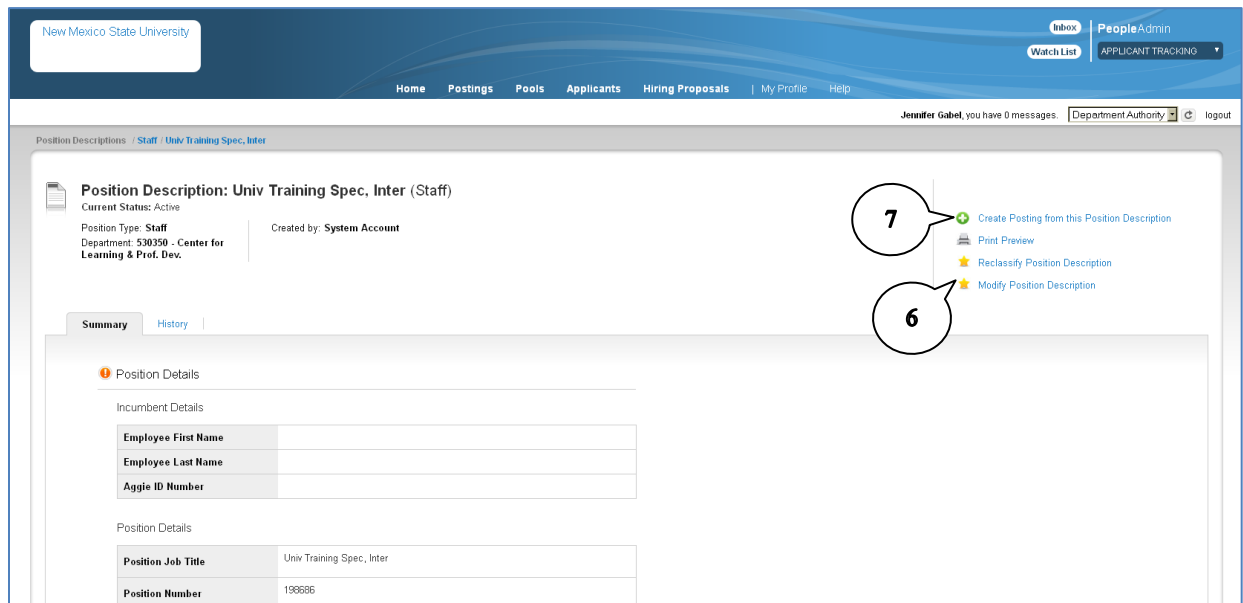 New Mexico State University
Inbox
PeopleAdmin
Watch List
APPLICANT TRACKING
Home Postings Pools Applicants Hiring Proposals | My Profile Help
Jennifer Gabel, you have 0 messages. Department Authority logout
Position Descriptions / Staff / Univ Training Spec, Inter
Position Description: Univ Training Spec, Inter (Staff)
Current Status: Active
Position Type: Staff
Department: 530350 - Center for
Learning & Prof. Dev.
Created by: System Account
7
Create Posting from this Position Description
Print Preview
Reclassify Position Description
Modify Position Description
6
Summary History
Position Details
Incumbent Details
Employee First Name
Employee Last Name
Aggie ID Number
Position Details
Position Job Title Univ Training Spec, Inter
Position Number 198686